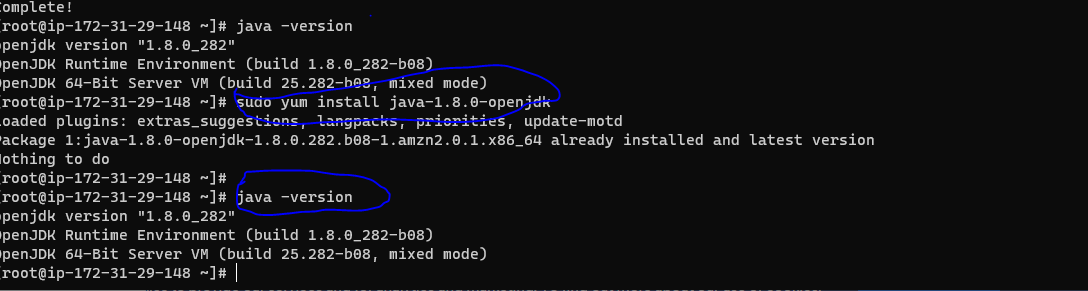 Complete!
[root@ip-172-31-29-148 ~]# java -version
openjdk version "1.8.0_282"
OpenJDK Runtime Environment (build 1.8.0_282-b08)
OpenJDK 64-Bit Server VM (build 25.282-b08, mixed mode)
[root@ip-172-31-29-148 ~]# sudo yum install java-1.8.0-openjdk
Loaded plugins: extras_suggestions, langpacks, priorities, update-motd
Package 1:java-1.8.0-openjdk-1.8.0.282.b08-1.amzn2.0.1.x86_64 already installed and latest version
Nothing to do
[root@ip-172-31-29-148 ~]#
[root@ip-172-31-29-148 ~]# java -version
openjdk version "1.8.0_282"
OpenJDK Runtime Environment (build 1.8.0_282-b08)
OpenJDK 64-Bit Server VM (build 25.282-b08, mixed mode)
[root@ip-172-31-29-148 ~]#